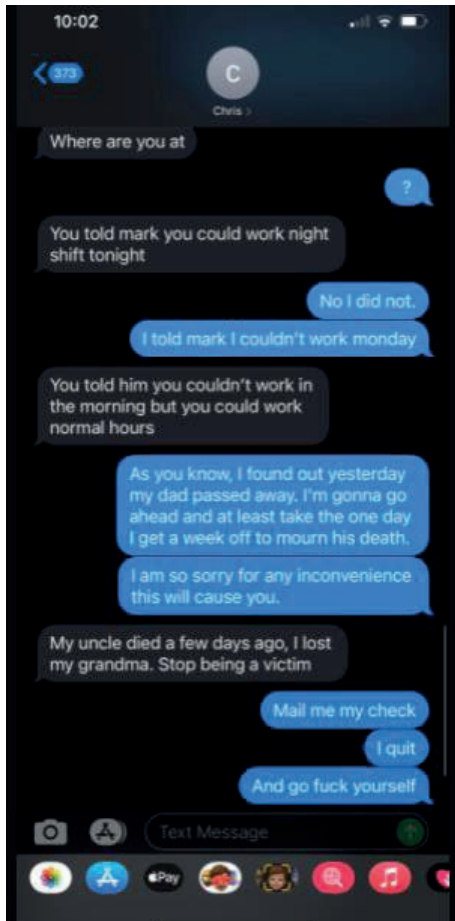 10:02
373
C
Chris >
Where are you at
?
You told mark you could work night
shift tonight
No I did not.
I told mark I couldn't work monday
You told him you couldn't work in
the morning but you could work
normal hours
As you know, I found out yesterday
my dad passed away. I'm gonna go
ahead and at least take the one day
I get a week off to mourn his death.
I am so sorry for any inconvenience
this will cause you.
My uncle died a few days ago, I lost
my grandma. Stop being a victim
Mail me my check
I quit
And go fuck yourself
Text Message
Pay